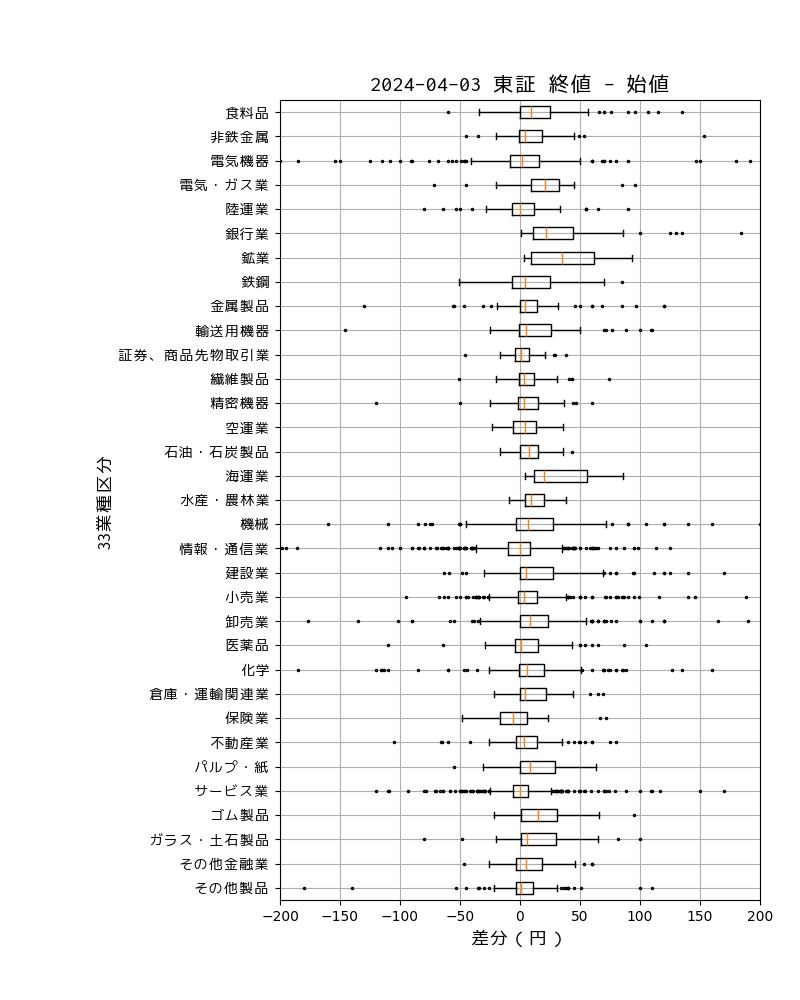 2024-04-03 東証 終値 - 始値
食料品
非鉄金属
電気機器
電気・ガス業
陸運業
銀行業
鉱業
鉄鋼
金属製品
輸送用機器
証券、商品先物取引業
繊維製品
精密機器
空運業
石油・石炭製品
海運業
水産・農林業
機械
情報・通信業
建設業
小売業
卸売業
医薬品
化学
倉庫・運輸関連業
保険業
不動産業
パルプ・紙
サービス業
ゴム製品
ガラス・土石製品
その他金融業
その他製品
33業種区分
−200 −150 −100 −50 0 50 100 150 200
差分（円）